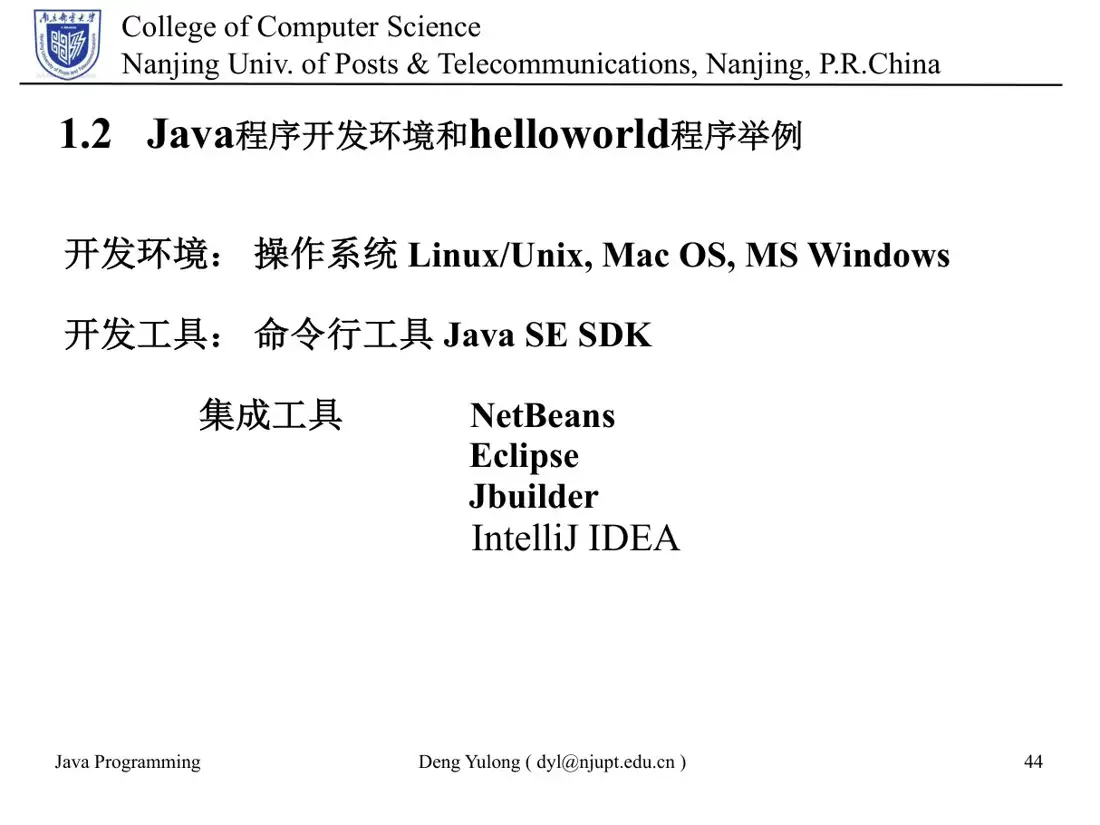 College of Computer Science
Nanjing Univ. of Posts & Telecommunications, Nanjing, P.R.China
1.2 Java程序开发环境和helloworld程序举例
开发环境： 操作系统 Linux/Unix, Mac OS, MS Windows
开发工具： 命令行工具 Java SE SDK
集成工具 NetBeans
Eclipse
Jbuilder
IntelliJ IDEA
Java Programming Deng Yulong ( dyl@njupt.edu.cn ) 44